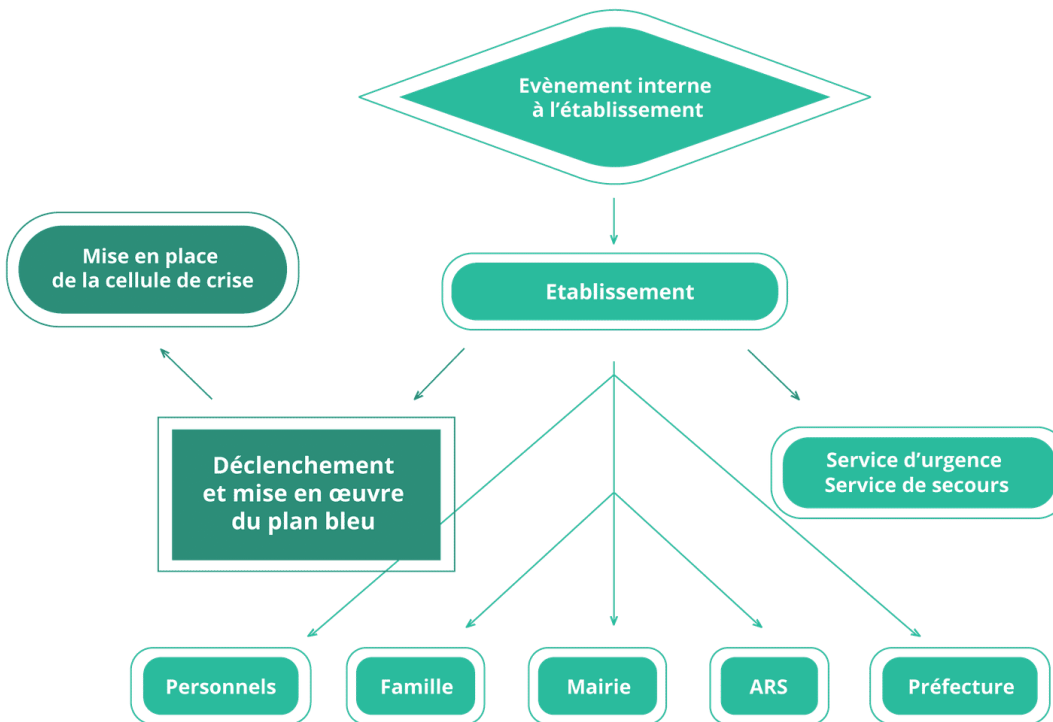 Evènement interne
à l’établissement
Mise en place
de la cellule de crise
Etablissement
Déclenchement
et mise en œuvre
du plan bleu
Service d’urgence
Service de secours
Personnels
Famille
Mairie
ARS
Préfecture